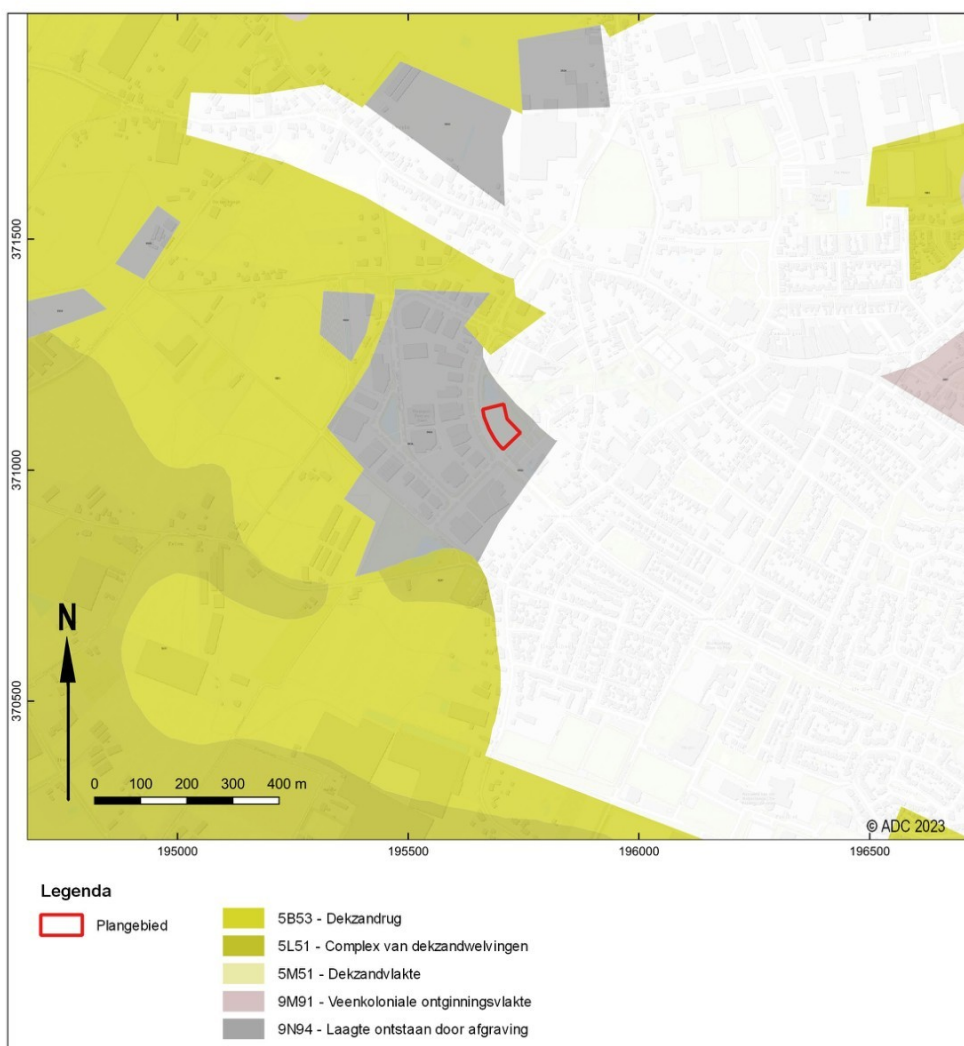 371500
371000
370500
N
0 100 200 300 400 m
© ADC 2023
195000 195500 196000 196500
Legenda
Plangebied
5B53 - Dekzandrug
5L51 - Complex van dekzandwelvingen
5M51 - Dekzandvlakte
9M91 - Veenkoloniale ontginningsvlakte
9N94 - Laagte ontstaan door afgraving